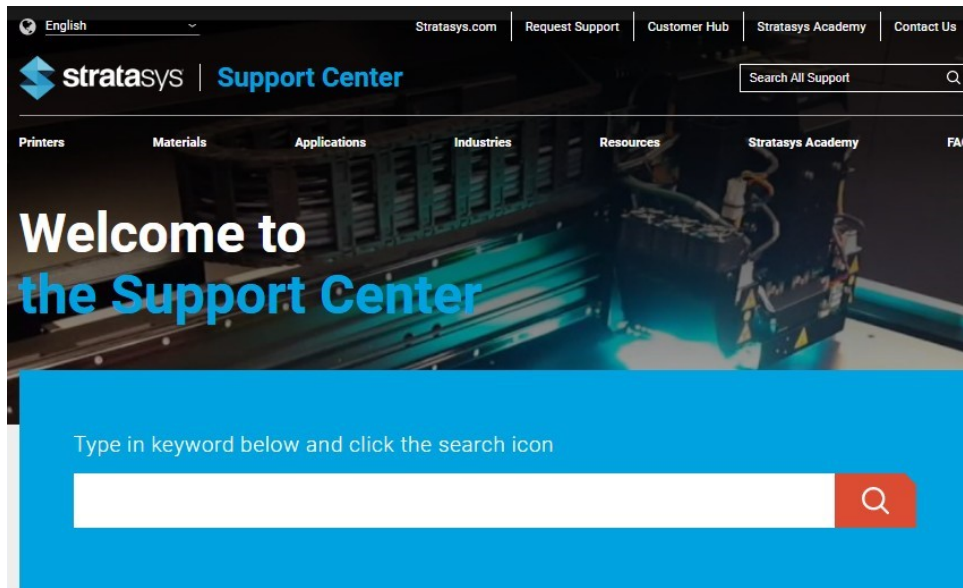 English
Stratasys.com Request Support Customer Hub Stratasys Academy Contact Us
stratasys | Support Center
Search All Support
Printers Materials Applications Industries Resources Stratasys Academy FAQ
Welcome to
the Support Center
Type in keyword below and click the search icon